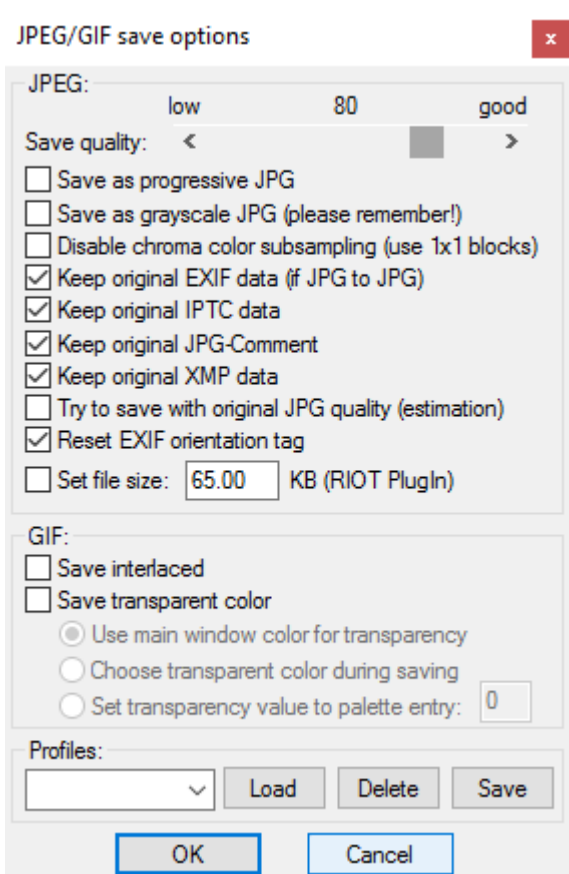 JPEG/GIF save options
x
JPEG:
low 80 good
Save quality: < >
Save as progressive JPG
Save as grayscale JPG (please remember!)
Disable chroma color subsampling (use 1x1 blocks)
Keep original EXIF data (if JPG to JPG)
Keep original IPTC data
Keep original JPG-Comment
Keep original XMP data
Try to save with original JPG quality (estimation)
Reset EXIF orientation tag
Set file size: 65.00 KB (RIOT PlugIn)
GIF:
Save interlaced
Save transparent color
Use main window color for transparency
Choose transparent color during saving
Set transparency value to palette entry: 0
Profiles:
Load Delete Save
OK Cancel